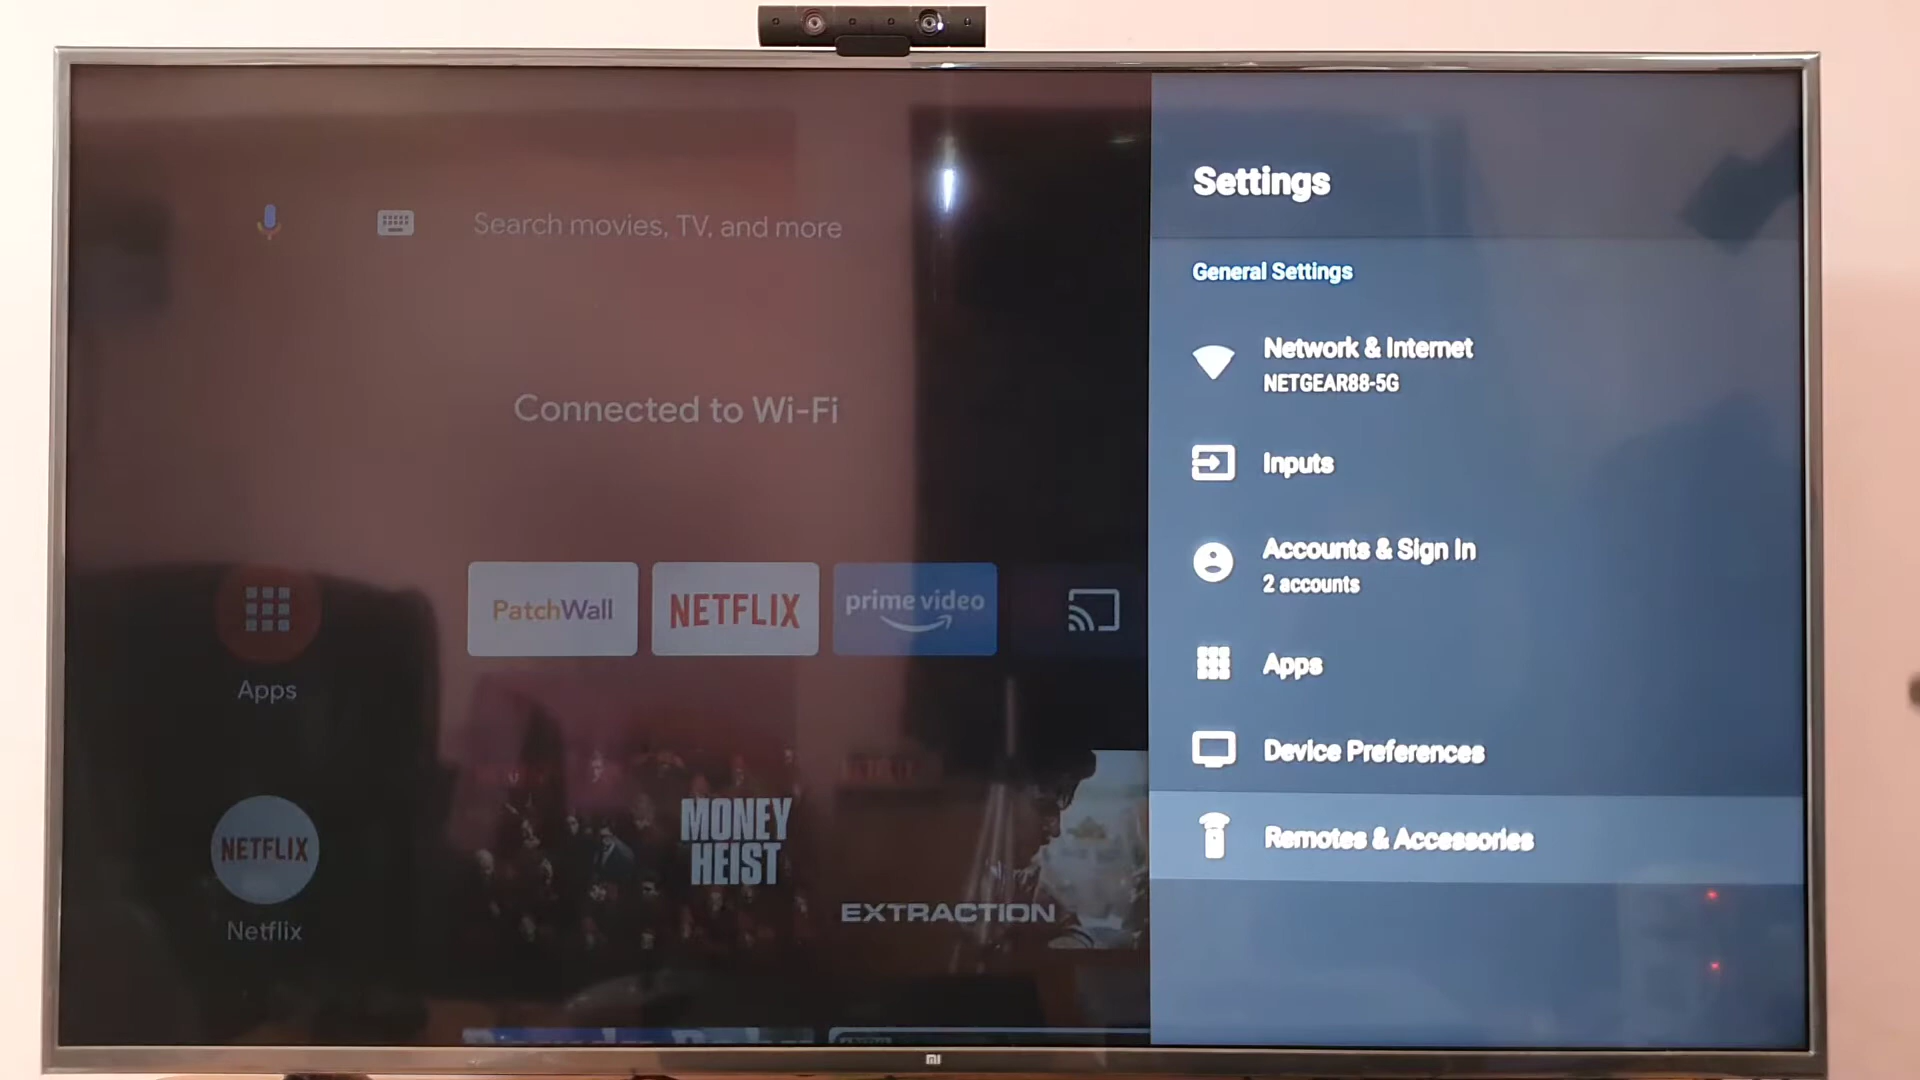 Search movies, TV, and more
Connected to Wi-Fi
PatchWall
NETFLIX
prime video
Apps
MONEY
HEIST
EXTRACTION
NETFLIX
Netflix
mi
Settings
General Settings
Network & Internet
NETGEAR88-5G
Inputs
Accounts & Sign In
2 accounts
Apps
Device Preferences
Remotes & Accessories